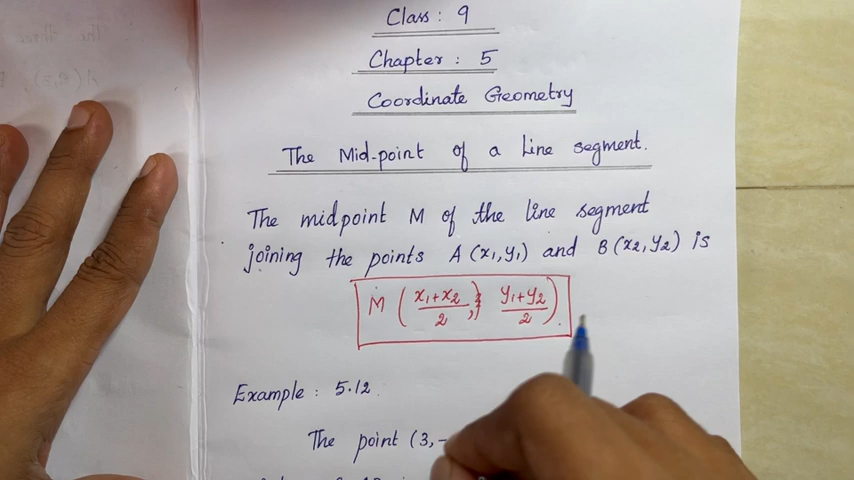 Class : 9
Chapter : 5
Coordinate Geometry
The Mid-point of a Line segment.
The midpoint M of the line segment
joining the points A (x1,y1) and B (x2, y2) is
M ( x1+x2 / 2 , y1+y2 / 2 ).
Example : 5.12
The point (3,-